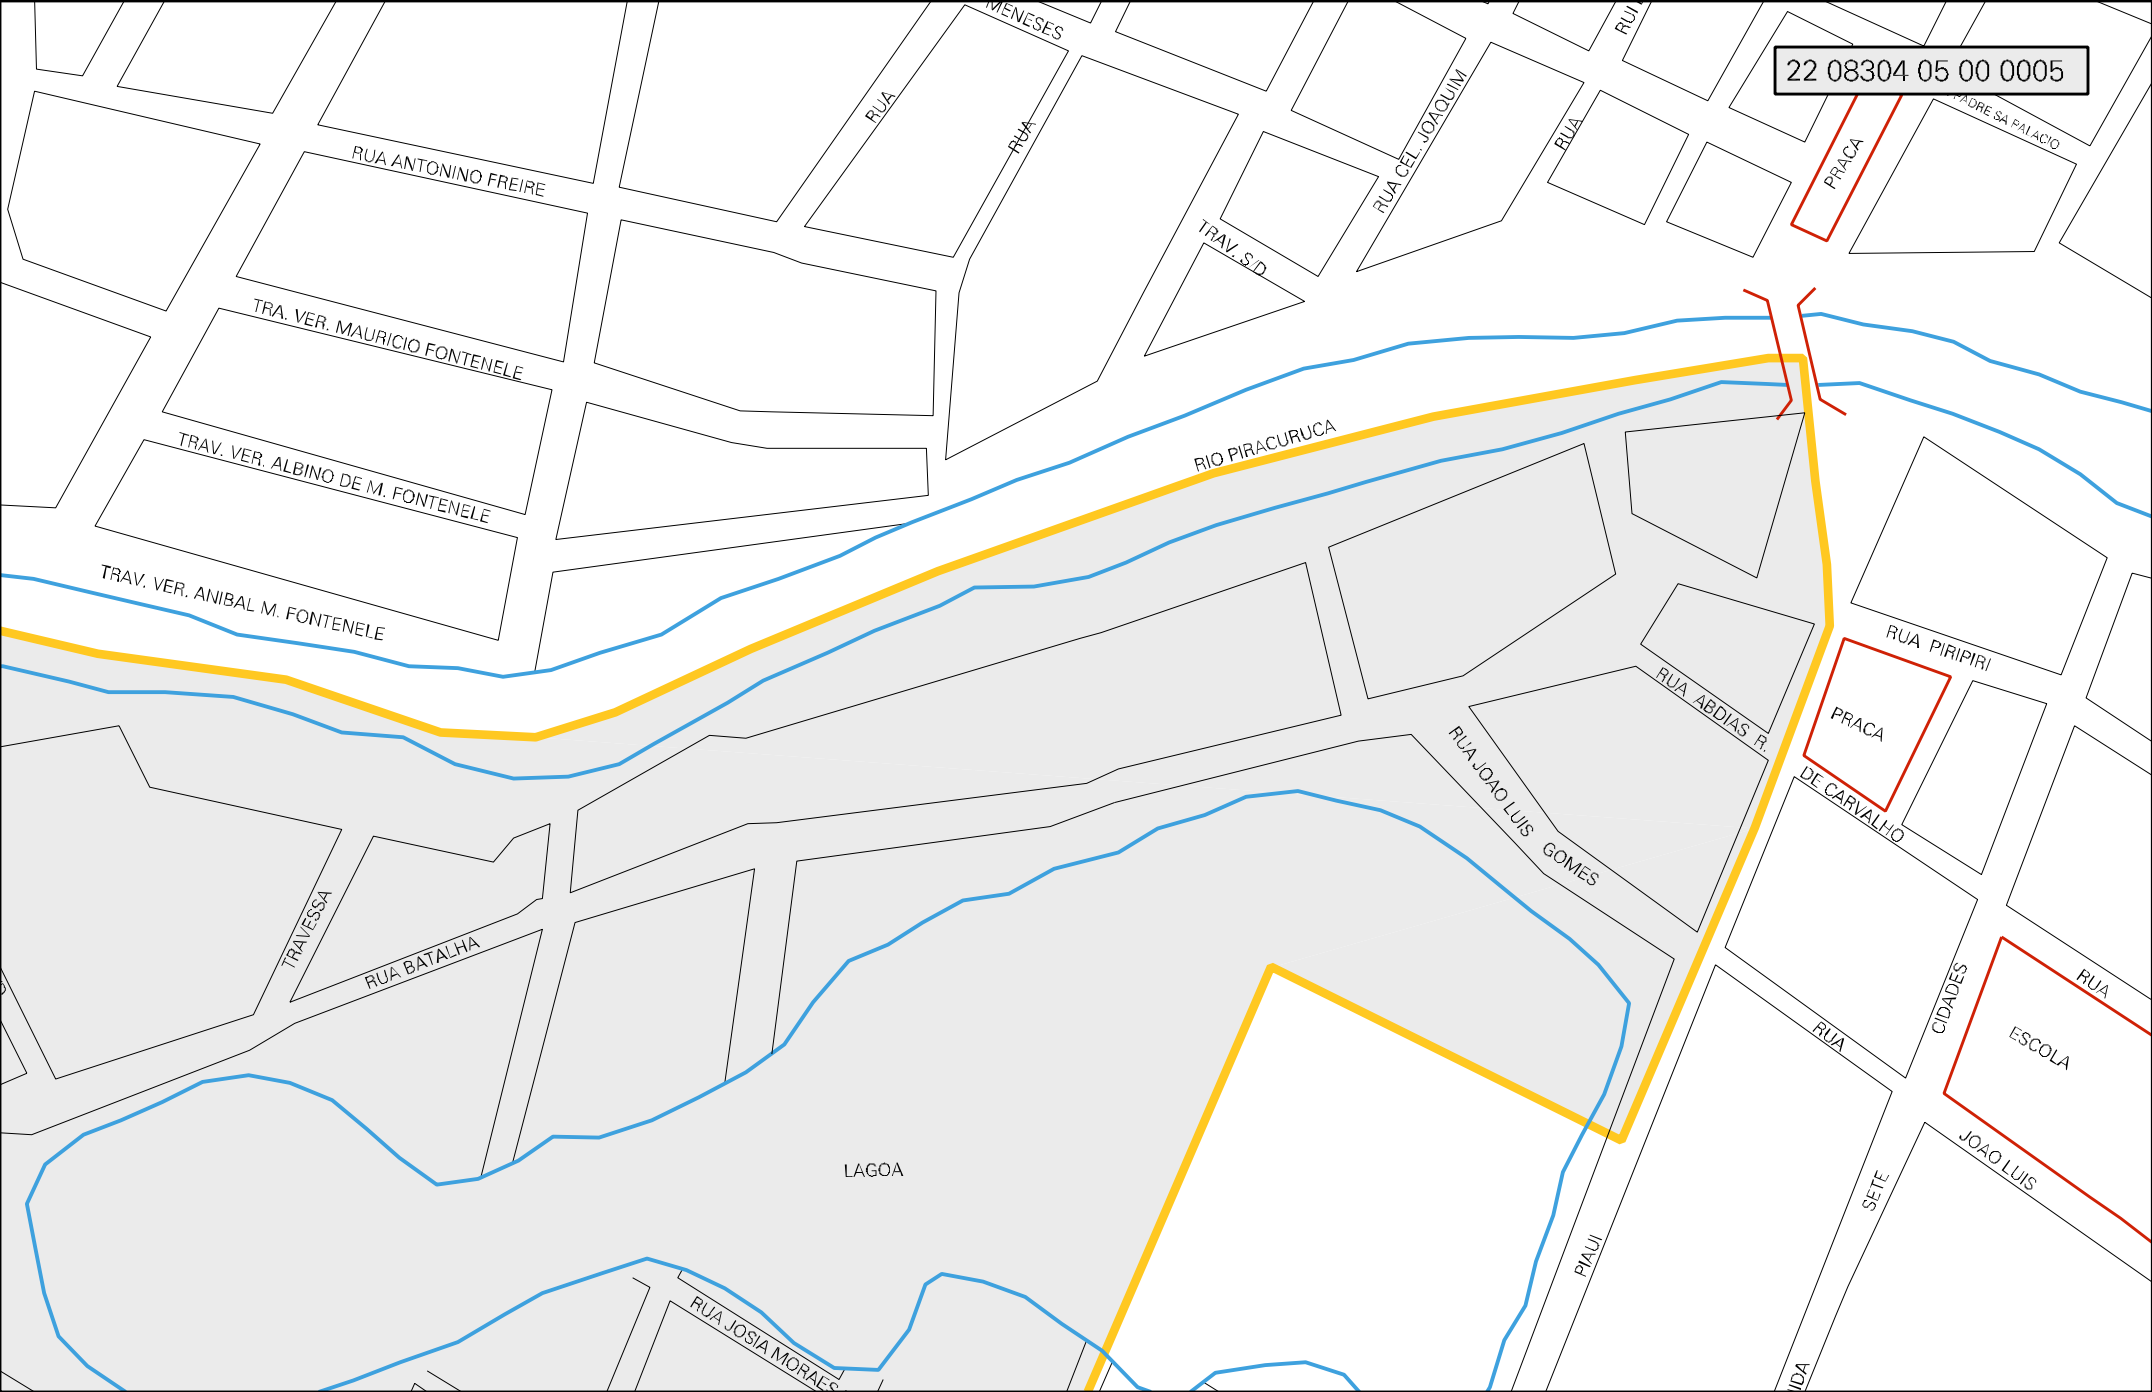 MENESES
RUI
22 08304 05 00 0005
RUA
RUA
RUA CEL. JOAQUIM
RUA
PADRE SA PALACIO
PRACA
RUA ANTONINO FREIRE
TRAV. S/D
TRA. VER. MAURICIO FONTENELE
RIO PIRACURUCA
TRAV. VER. ALBINO DE M. FONTENELE
TRAV. VER. ANIBAL M. FONTENELE
RUA PIRIPIRI
RUA ABDIAS R.
PRACA
RUA JOAO LUIS GOMES
DE CARVALHO
TRAVESSA
RUA BATALHA
CIDADES
RUA
RUA
ESCOLA
LAGOA
JOAO LUIS
SETE
PIAUI
RUA JOSIA MORAES
IDA